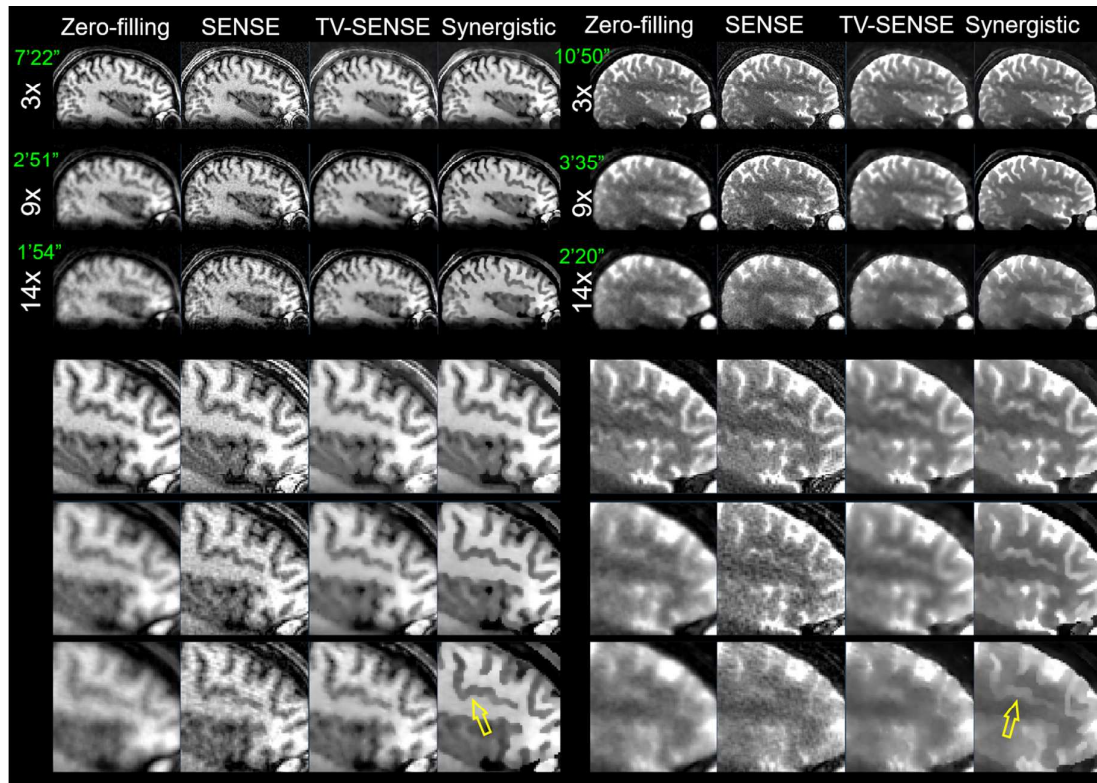 Zero-filling SENSE TV-SENSE Synergistic Zero-filling SENSE TV-SENSE Synergistic
7’22” 10’50”
3x 3x
2’51” 3’35”
9x 9x
1’54” 2’20”
14x 14x